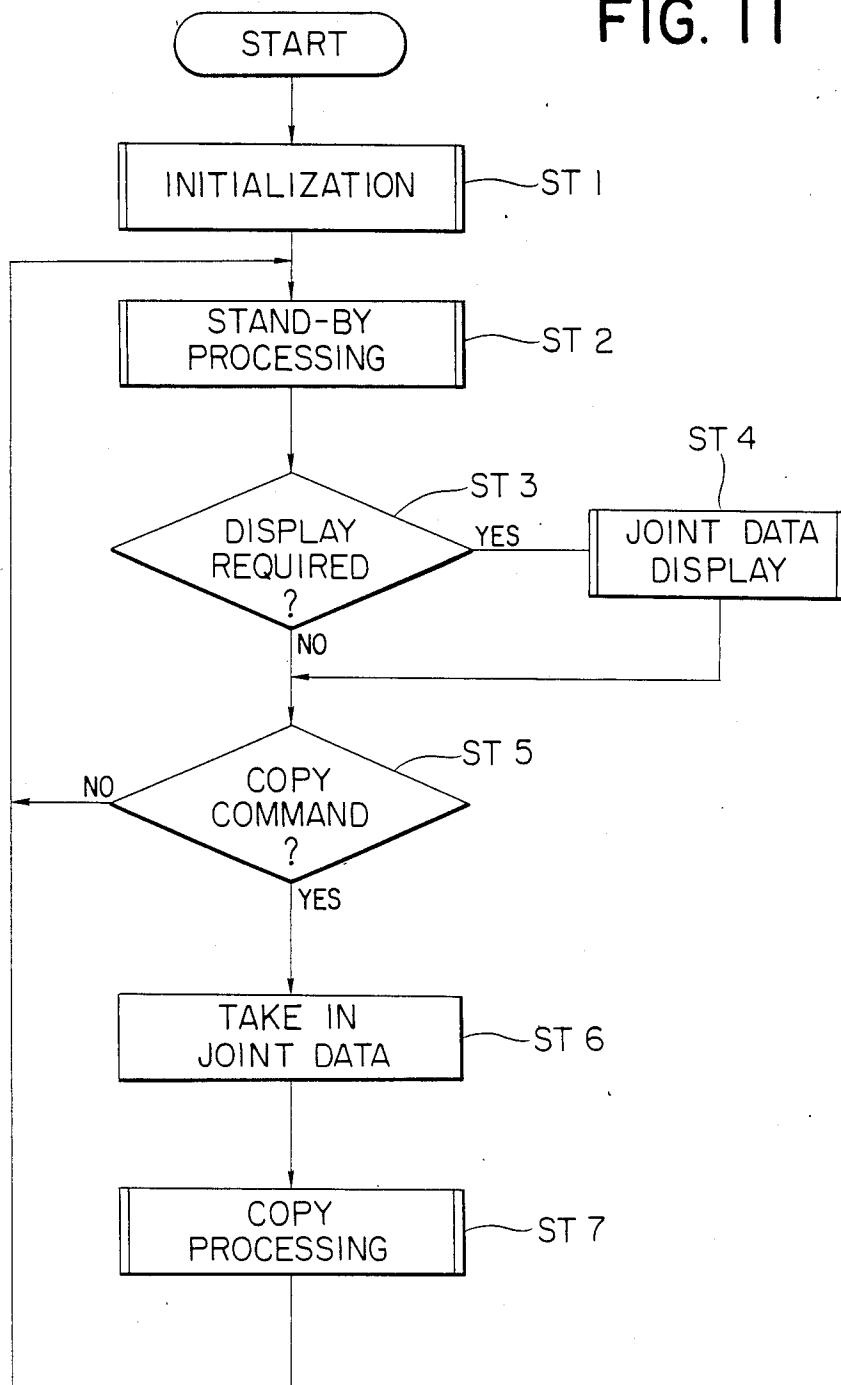 FIG. 11
START
INITIALIZATION
ST 1
STAND-BY
PROCESSING
ST 2
ST 3
DISPLAY
REQUIRED
?
YES
NO
ST 4
JOINT DATA
DISPLAY
ST 5
COPY
COMMAND
?
NO
YES
TAKE IN
JOINT DATA
ST 6
COPY
PROCESSING
ST 7